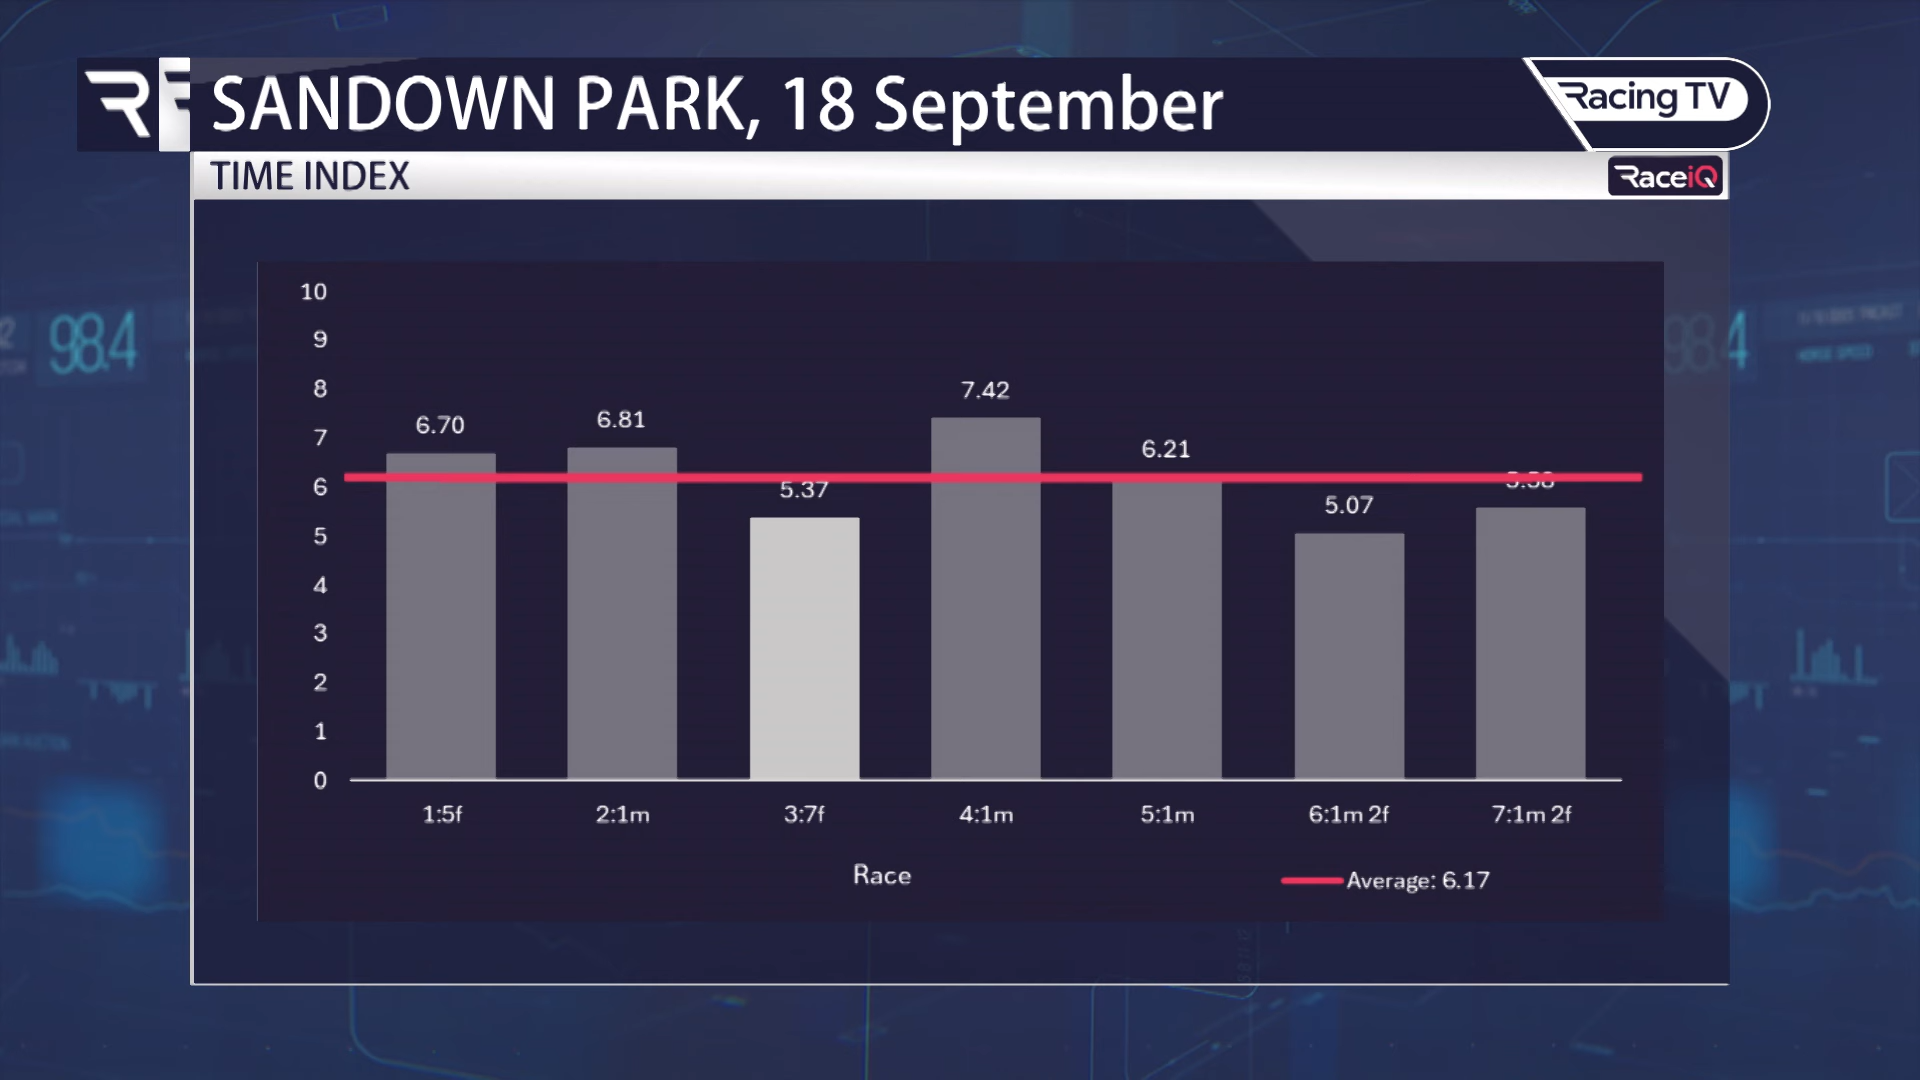 SANDOWN PARK, 18 September
Racing TV
TIME INDEX
RaceiQ
98.4
10
9
8
7
6
5
4
3
2
1
0
6.70
6.81
5.37
7.42
6.21
5.07
1:5f
2:1m
3:7f
4:1m
5:1m
6:1m 2f
7:1m 2f
Race
Average: 6.17